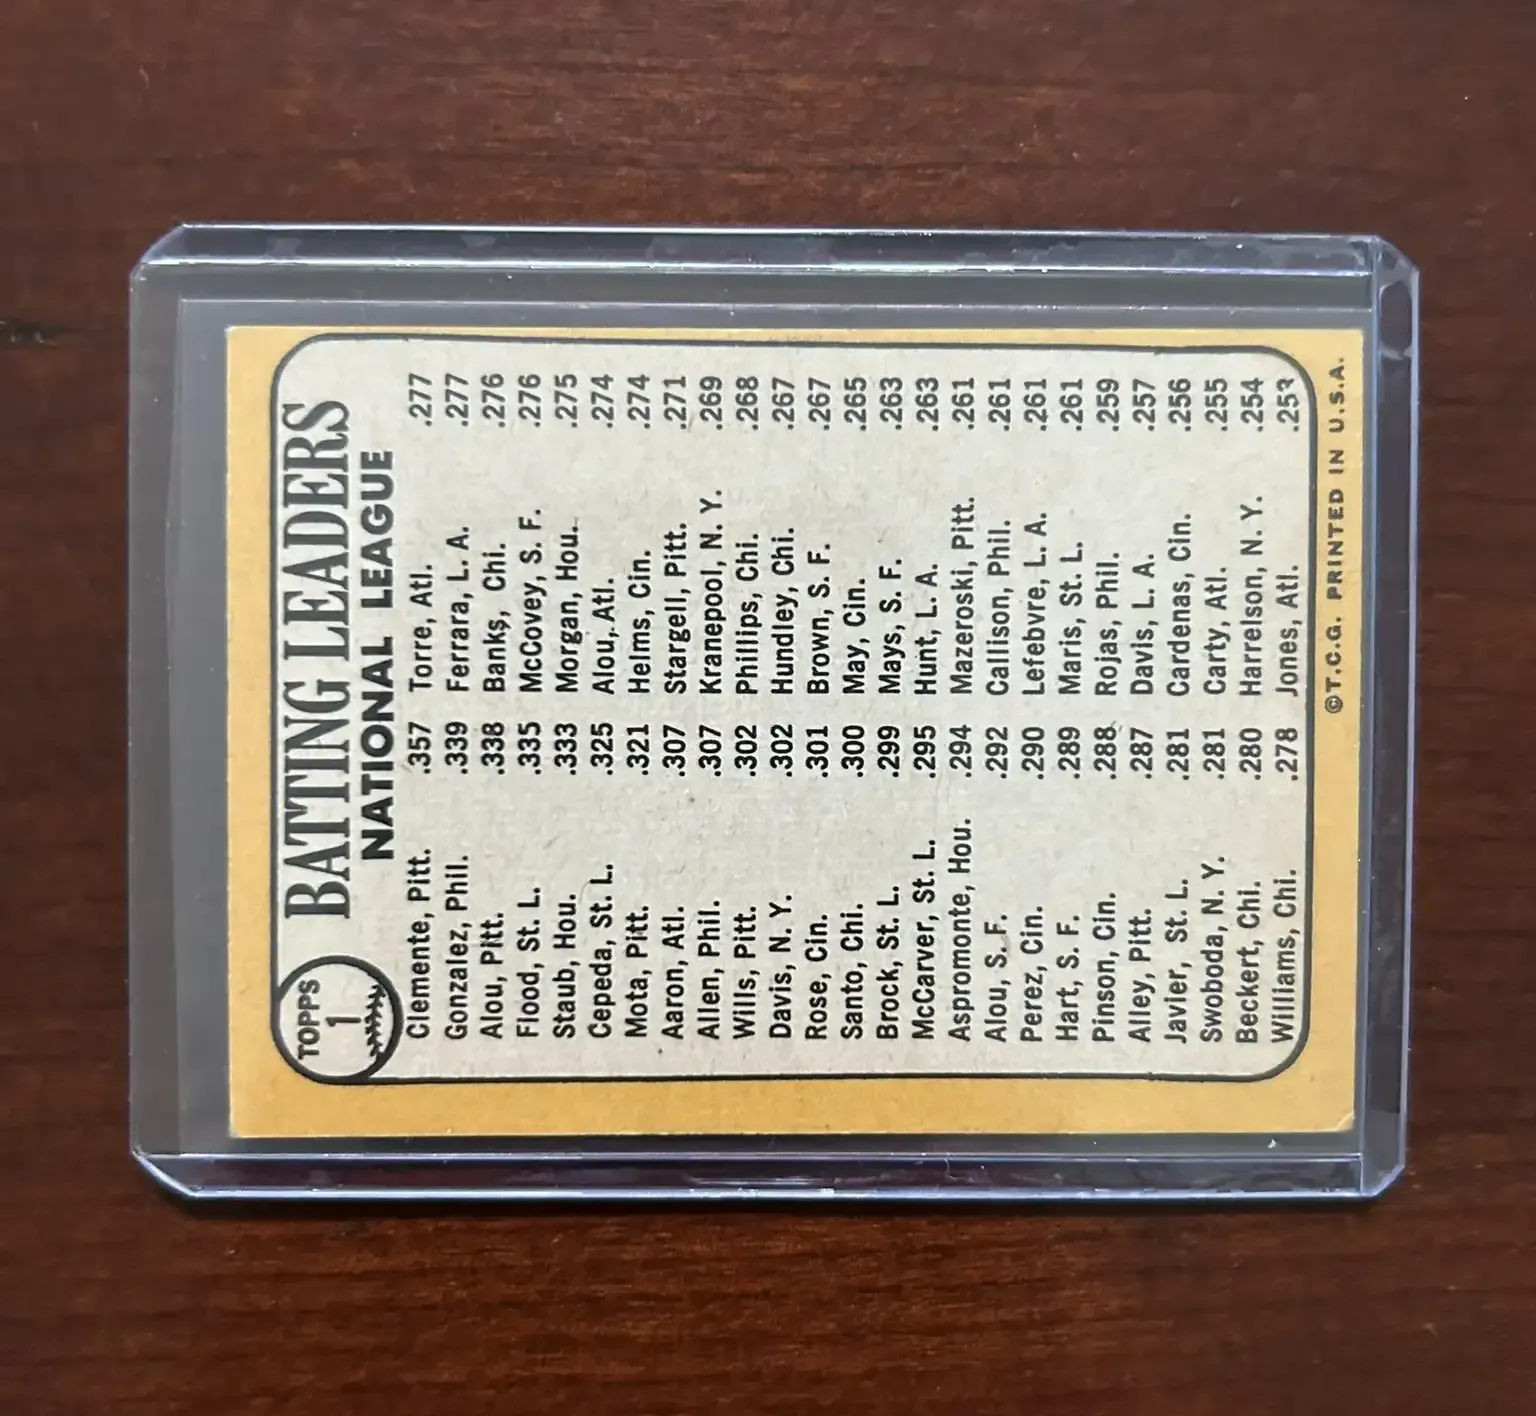 TOPPS
1
BATTING LEADERS
NATIONAL LEAGUE
Clemente, Pitt. .357 Torre, Atl. .277
Gonzalez, Phil. .339 Ferrara, L. A. .277
Alou, Pitt. .338 Banks, Chi. .276
Flood, St. L. .335 McCovey, S. F. .276
Staub, Hou. .333 Morgan, Hou. .275
Cepeda, St. L. .325 Alou, Atl. .274
Mota, Pitt. .321 Helms, Cin. .274
Aaron, Atl. .307 Stargell, Pitt. .271
Allen, Phil. .307 Kranepool, N. Y. .269
Wills, Pitt. .302 Phillips, Chi. .268
Davis, N. Y. .302 Hundley, Chi. .267
Rose, Cin. .301 Brown, S. F. .267
Santo, Chi. .300 May, Cin. .265
Brock, St. L. .299 Mays, S. F. .263
McCarver, St. L. .295 Hunt, L. A. .263
Aspromonte, Hou. .294 Mazeroski, Pitt. .261
Alou, S. F. .292 Callison, Phil. .261
Perez, Cin. .290 Lefebvre, L. A. .261
Hart, S. F. .289 Maris, St. L. .261
Pinson, Cin. .288 Rojas, Phil. .259
Alley, Pitt. .287 Davis, L. A. .257
Javier, St. L. .281 Cardenas, Cin. .256
Swoboda, N. Y. .281 Carty, Atl. .255
Beckert, Chi. .280 Harrelson, N. Y. .254
Williams, Chi. .278 Jones, Atl. .253
©T.C.G. PRINTED IN U.S.A.